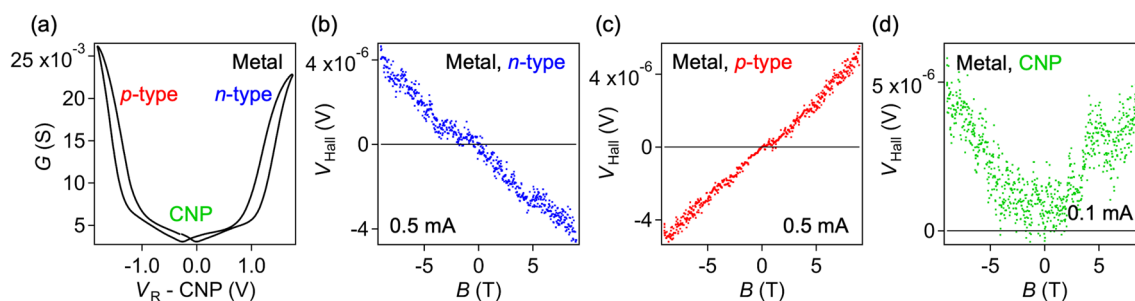 (a)
25 x10⁻³
20
15
10
5
G (S)
Metal
p-type
n-type
CNP
-1.0
0.0
1.0
V_R - CNP (V)
(b)
4 x10⁻⁶
0
-4
V_Hall (V)
Metal, n-type
0.5 mA
-5
0
5
B (T)
(c)
4 x10⁻⁶
0
-4
V_Hall (V)
Metal, p-type
0.5 mA
-5
0
5
B (T)
(d)
5 x10⁻⁶
0
V_Hall (V)
Metal, CNP
0.1 mA
-5
0
5
B (T)